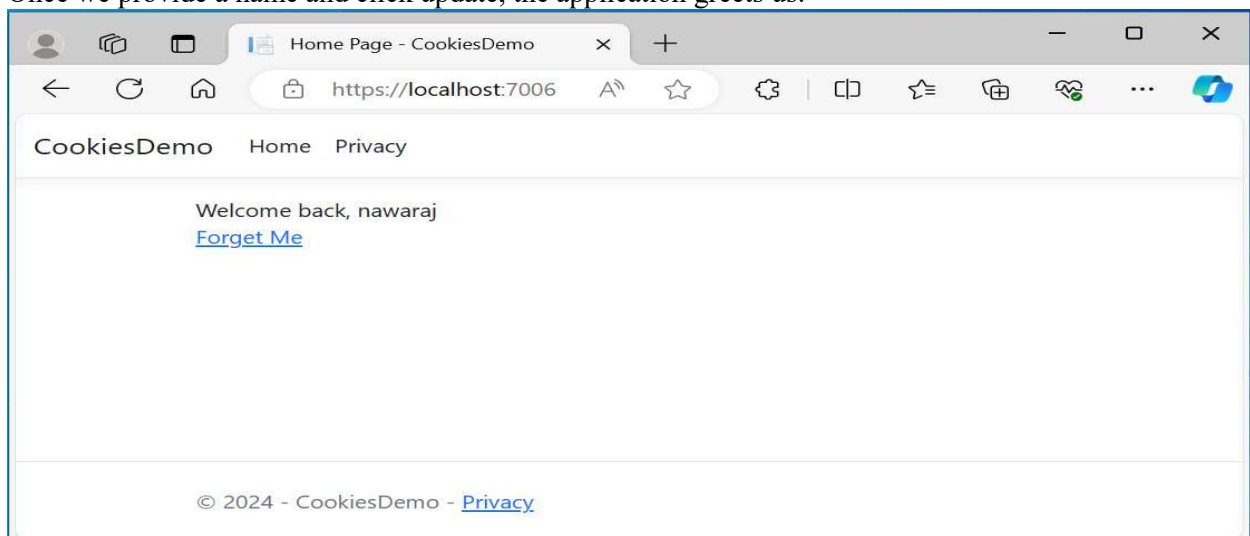 Once we provide a name and click update, the application greets us.
Home Page - CookiesDemo
https://localhost:7006
CookiesDemo Home Privacy
Welcome back, nawaraj
Forget Me
© 2024 - CookiesDemo - Privacy